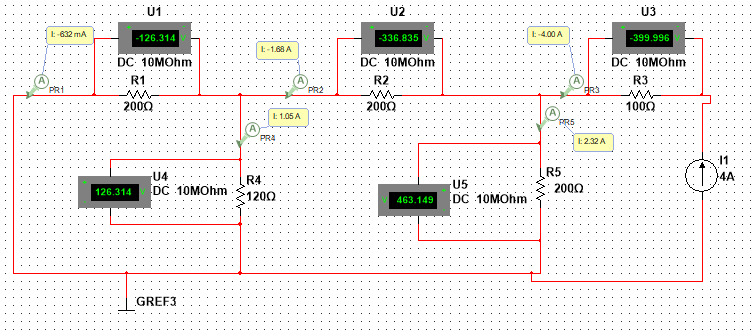 U1
U2
U3
I: -632 mA
-126.314
I: -1.68 A
-336.835
I: -4.00 A
-399.996
DC 10MOhm
DC 10MOhm
DC 10MOhm
A
PR1
R1
200Ω
A
PR2
R2
200Ω
A
PR3
R3
100Ω
I: 1.05 A
A
PR4
A
PR5
I: 2.32 A
U4
126.314
DC 10MOhm
R4
120Ω
U5
463.149
DC 10MOhm
R5
200Ω
I1
4A
GREF3